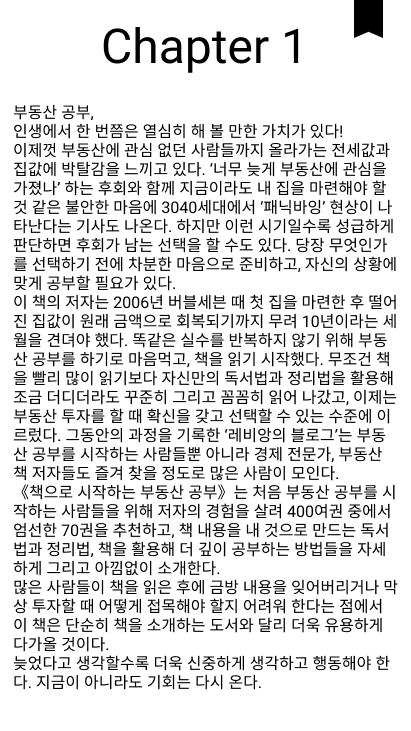 Chapter 1
부동산 공부,
인생에서 한 번쯤은 열심히 해 볼 만한 가치가 있다!
이제껏 부동산에 관심 없던 사람들까지 올라가는 전세값과
집값에 박탈감을 느끼고 있다. ‘너무 늦게 부동산에 관심을
가졌나’ 하는 후회와 함께 지금이라도 내 집을 마련해야 할
것 같은 불안한 마음에 3040세대에서 ‘패닉바잉’ 현상이 나
타난다는 기사도 나온다. 하지만 이런 시기일수록 성급하게
판단하면 후회가 남는 선택을 할 수도 있다. 당장 무엇인가
를 선택하기 전에 차분한 마음으로 준비하고, 자신의 상황에
맞게 공부할 필요가 있다.
이 책의 저자는 2006년 버블세븐 때 첫 집을 마련한 후 떨어
진 집값이 원래 금액으로 회복되기까지 무려 10년이라는 세
월을 견뎌야 했다. 똑같은 실수를 반복하지 않기 위해 부동
산 공부를 하기로 마음먹고, 책을 읽기 시작했다. 무조건 책
을 빨리 많이 읽기보다 자신만의 독서법과 정리법을 활용해
조금 더디더라도 꾸준히 그리고 꼼꼼히 읽어 나갔고, 이제는
부동산 투자를 할 때 확신을 갖고 선택할 수 있는 수준에 이
르렀다. 그동안의 과정을 기록한 ‘레비앙의 블로그’는 부동
산 공부를 시작하는 사람들뿐 아니라 경제 전문가, 부동산
책 저자들도 즐겨 찾을 정도로 많은 사람이 모인다.
《책으로 시작하는 부동산 공부》는 처음 부동산 공부를 시
작하는 사람들을 위해 저자의 경험을 살려 400여권 중에서
엄선한 70권을 추천하고, 책 내용을 내 것으로 만드는 독서
법과 정리법, 책을 활용해 더 깊이 공부하는 방법들을 자세
하게 그리고 아낌없이 소개한다.
많은 사람들이 책을 읽은 후에 금방 내용을 잊어버리거나 막
상 투자할 때 어떻게 접목해야 할지 어려워 한다는 점에서
이 책은 단순히 책을 소개하는 도서와 달리 더욱 유용하게
다가올 것이다.
늦었다고 생각할수록 더욱 신중하게 생각하고 행동해야 한
다. 지금이 아니라도 기회는 다시 온다.